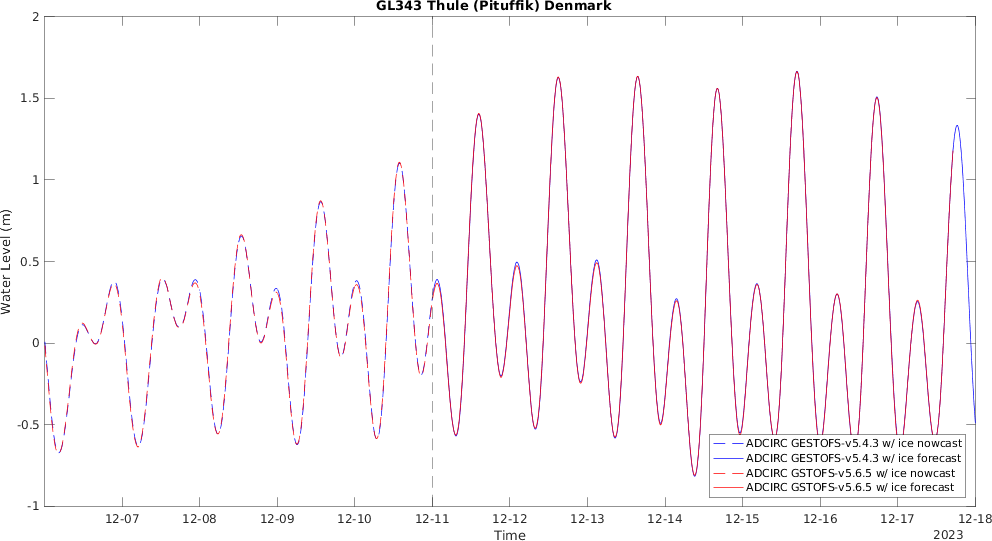 GL343 Thule (Pituffik) Denmark
2
1.5
1
0.5
0
-0.5
-1
Water Level (m)
ADCIRC GESTOFS-v5.4.3 w/ ice nowcast
ADCIRC GESTOFS-v5.4.3 w/ ice forecast
ADCIRC GSTOFS-v5.6.5 w/ ice nowcast
ADCIRC GSTOFS-v5.6.5 w/ ice forecast
12-07 12-08 12-09 12-10 12-11 12-12 12-13 12-14 12-15 12-16 12-17 12-18
Time
2023